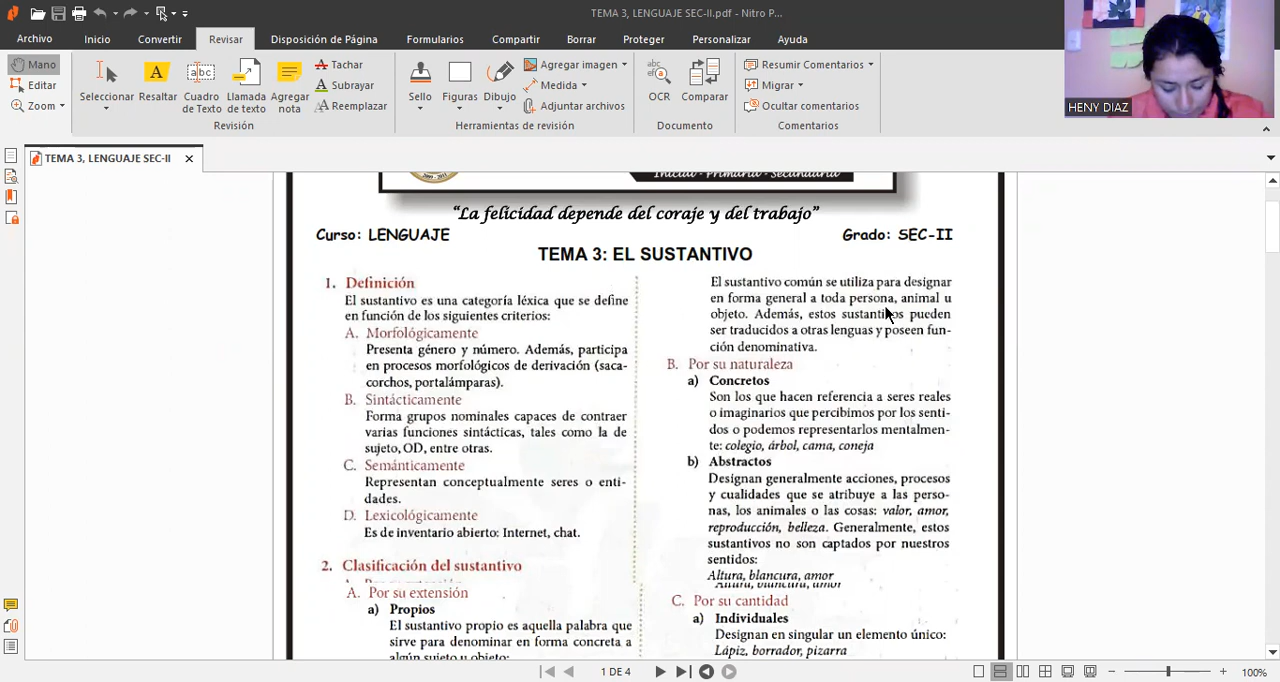 TEMA 3, LENGUAJE SEC-II.pdf - Nitro P...
Archivo
Inicio
Convertir
Revisar
Disposición de Página
Formularios
Compartir
Borrar
Proteger
Personalizar
Ayuda
Mano
Editar
Zoom
Seleccionar
Resaltar
Cuadro
de Texto
Llamada
de texto
Agregar
nota
Tachar
Subrayar
Reemplazar
Revisión
Sello
Figuras
Dibujo
Agregar imagen
Medida
Adjuntar archivos
Herramientas de revisión
OCR
Comparar
Documento
Resumir Comentarios
Migrar
Ocultar comentarios
Comentarios
HENY DIAZ
TEMA 3, LENGUAJE SEC-II
Inicial - Primaria - Secundaria
"La felicidad depende del coraje y del trabajo"
Curso: LENGUAJE
Grado: SEC-II
TEMA 3: EL SUSTANTIVO
1. Definición
El sustantivo es una categoría léxica que se define
en función de los siguientes criterios:
A. Morfológicamente
Presenta género y número. Además, participa
en procesos morfológicos de derivación (saca-
corchos, portalámparas).
B. Sintácticamente
Forma grupos nominales capaces de contraer
varias funciones sintácticas, tales como la de
sujeto, OD, entre otras.
C. Semánticamente
Representan conceptualmente seres o enti-
dades.
D. Lexicológicamente
Es de inventario abierto: Internet, chat.
2. Clasificación del sustantivo
A. Por su extensión
a) Propios
El sustantivo propio es aquella palabra que
sirve para denominar en forma concreta a
algún sujeto u objeto:
El sustantivo común se utiliza para designar
en forma general a toda persona, animal u
objeto. Además, estos sustantivos pueden
ser traducidos a otras lenguas y poseen fun-
ción denominativa.
B. Por su naturaleza
a) Concretos
Son los que hacen referencia a seres reales
o imaginarios que percibimos por los senti-
dos o podemos representarlos mentalmen-
te: colegio, árbol, cama, coneja
b) Abstractos
Designan generalmente acciones, procesos
y cualidades que se atribuye a las perso-
nas, los animales o las cosas: valor, amor,
reproducción, belleza. Generalmente, estos
sustantivos no son captados por nuestros
sentidos:
Altura, blancura, amor
C. Por su cantidad
a) Individuales
Designan en singular un elemento único:
Lápiz, borrador, pizarra
1 DE 4
100%